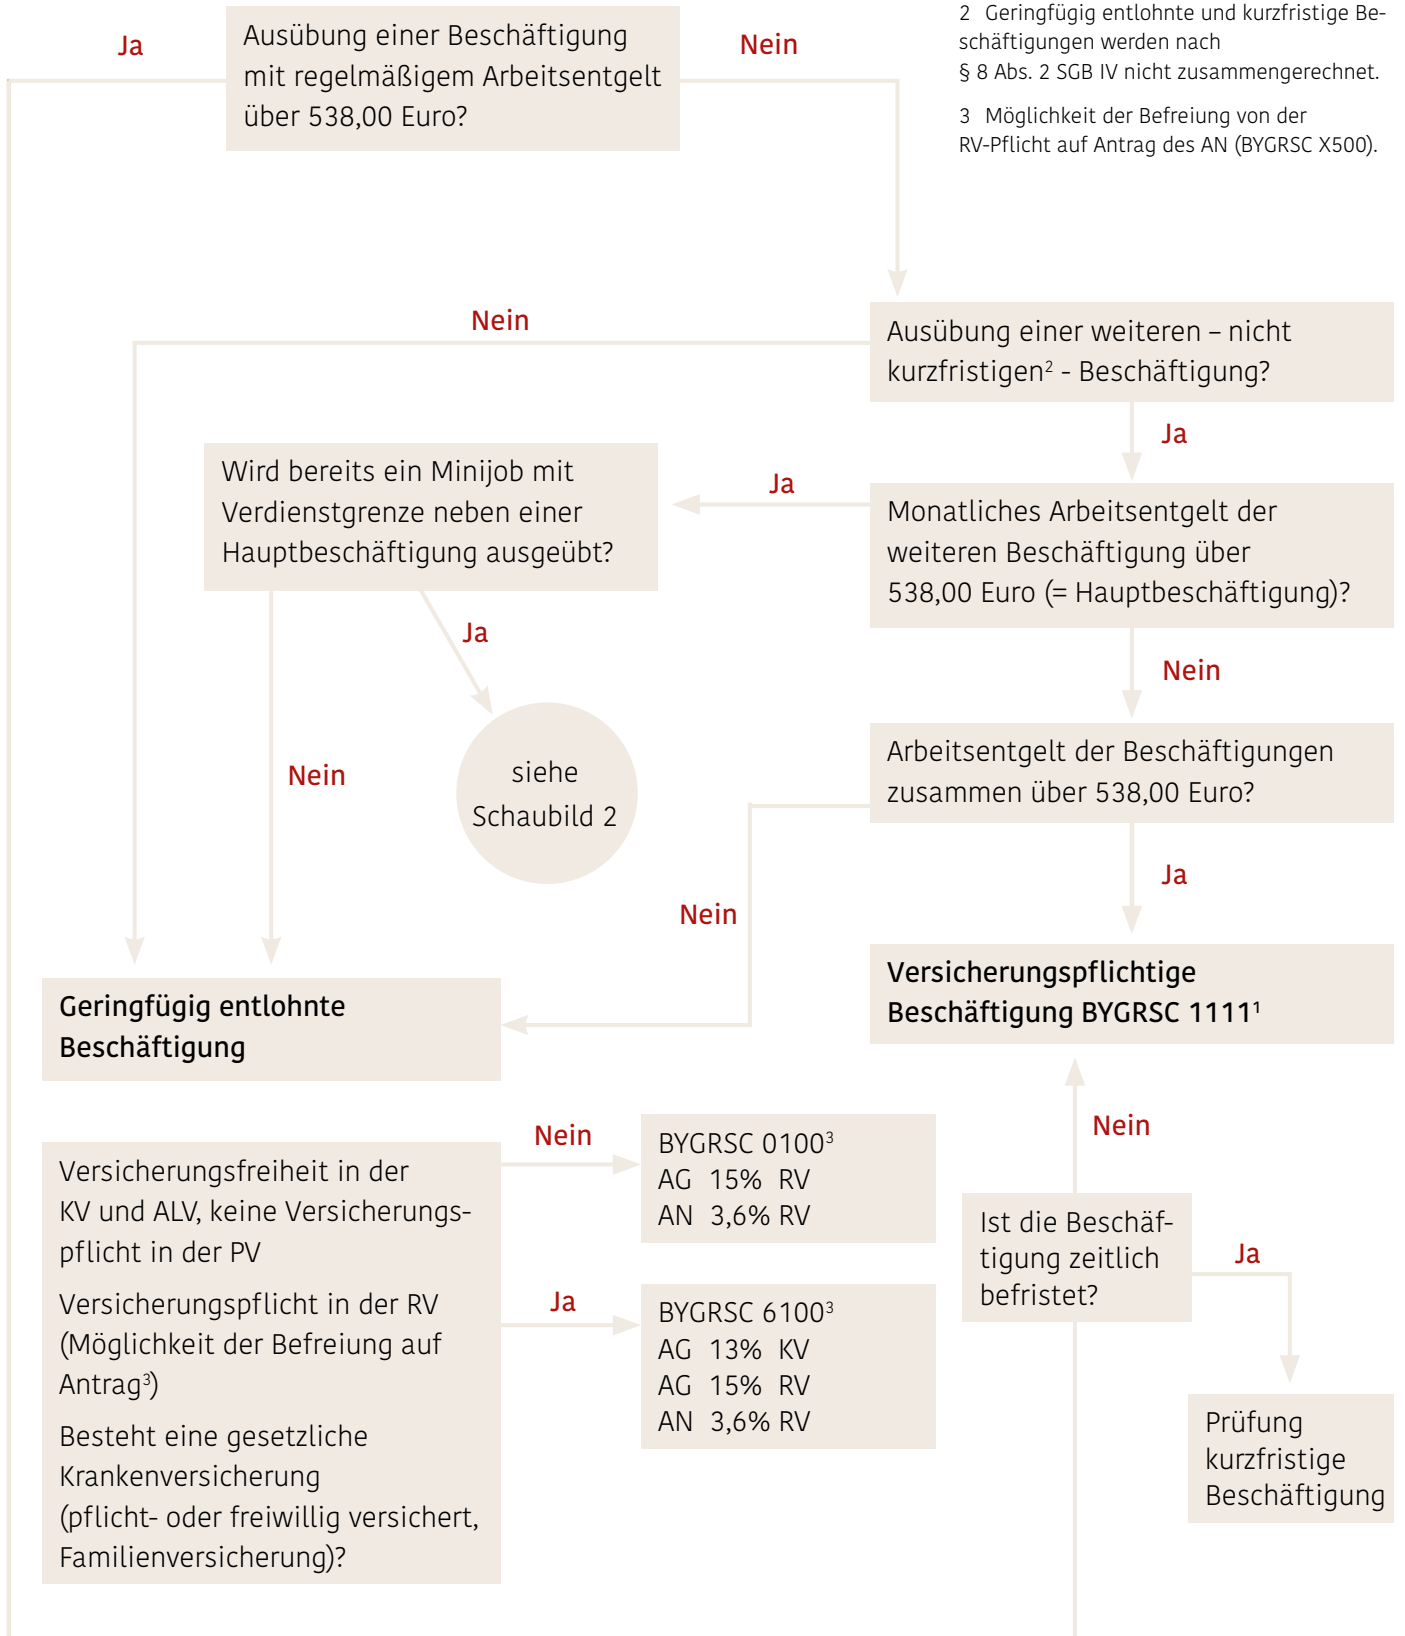 2 Geringfügig entlohnte und kurzfristige Be-
schäftigungen werden nach
§ 8 Abs. 2 SGB IV nicht zusammengerechnet.
3 Möglichkeit der Befreiung von der
RV-Pflicht auf Antrag des AN (BYGRSC X500).
Ja
Ausübung einer Beschäftigung
mit regelmäßigem Arbeitsentgelt
über 538,00 Euro?
Nein
Nein
Ausübung einer weiteren – nicht
kurzfristigen² - Beschäftigung?
Ja
Wird bereits ein Minijob mit
Verdienstgrenze neben einer
Hauptbeschäftigung ausgeübt?
Ja
Monatliches Arbeitsentgelt der
weiteren Beschäftigung über
538,00 Euro (= Hauptbeschäftigung)?
Ja
Nein
Nein
siehe
Schaubild 2
Arbeitsentgelt der Beschäftigungen
zusammen über 538,00 Euro?
Ja
Nein
Geringfügig entlohnte
Beschäftigung
Versicherungspflichtige
Beschäftigung BYGRSC 1111¹
Versicherungsfreiheit in der
KV und ALV, keine Versicherungs-
pflicht in der PV
Versicherungspflicht in der RV
(Möglichkeit der Befreiung auf
Antrag³)
Besteht eine gesetzliche
Krankenversicherung
(pflicht- oder freiwillig versichert,
Familienversicherung)?
Nein
BYGRSC 0100³
AG 15% RV
AN 3,6% RV
Ja
BYGRSC 6100³
AG 13% KV
AG 15% RV
AN 3,6% RV
Nein
Ist die Beschäf-
tigung zeitlich
befristet?
Ja
Prüfung
kurzfristige
Beschäftigung